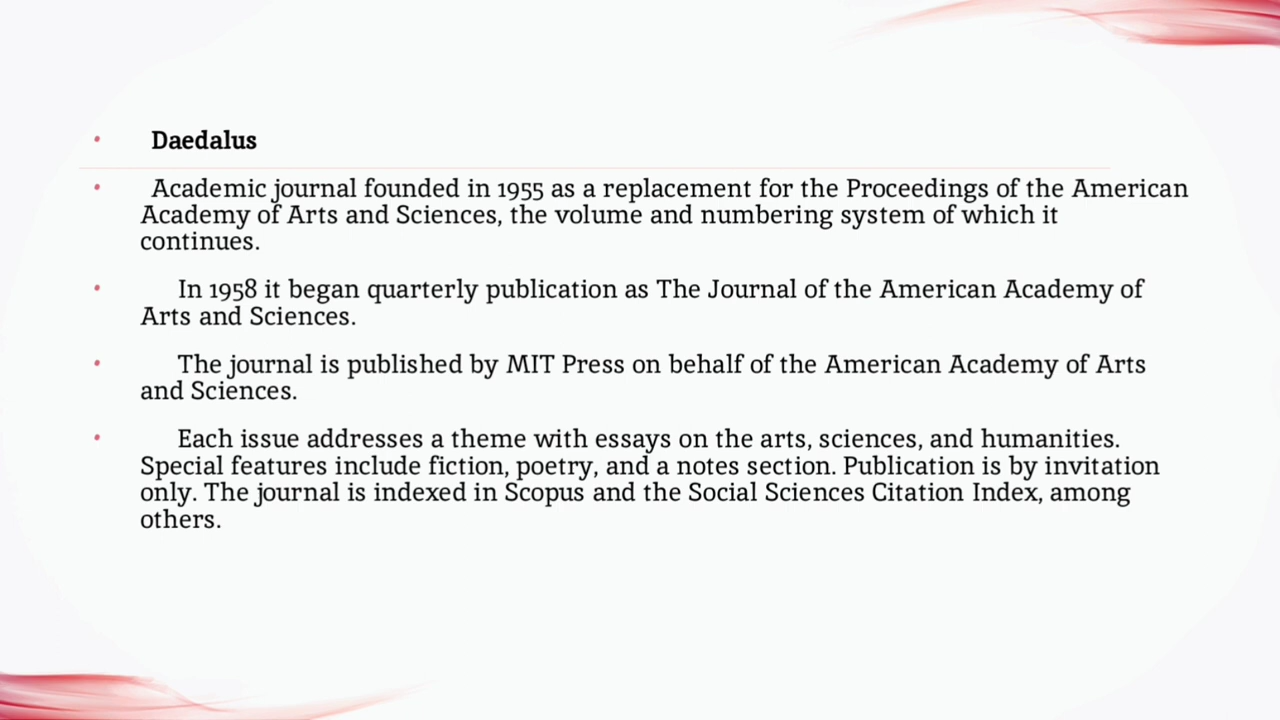 • Daedalus
• Academic journal founded in 1955 as a replacement for the Proceedings of the American
Academy of Arts and Sciences, the volume and numbering system of which it
continues.
• In 1958 it began quarterly publication as The Journal of the American Academy of
Arts and Sciences.
• The journal is published by MIT Press on behalf of the American Academy of Arts
and Sciences.
• Each issue addresses a theme with essays on the arts, sciences, and humanities.
Special features include fiction, poetry, and a notes section. Publication is by invitation
only. The journal is indexed in Scopus and the Social Sciences Citation Index, among
others.